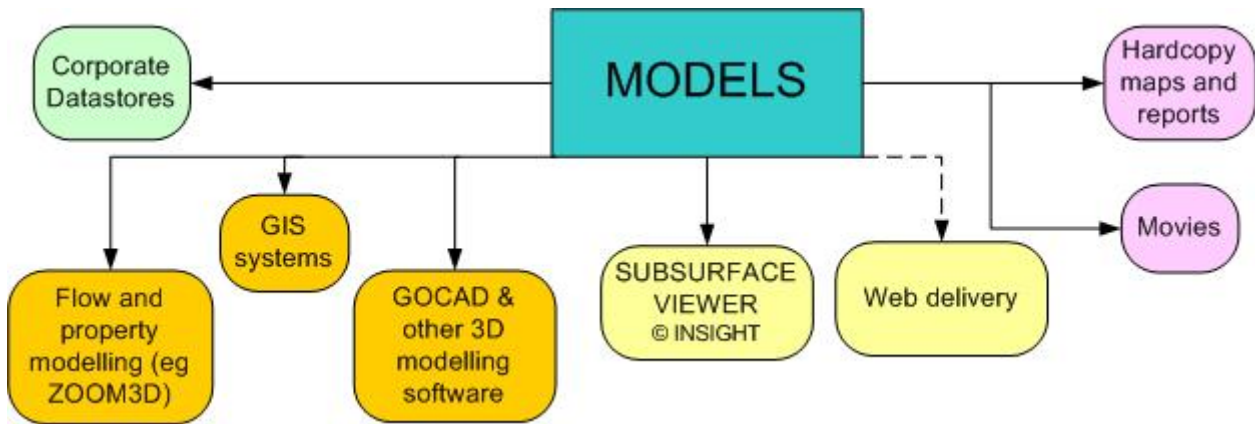 MODELS
Corporate
Datastores
Hardcopy
maps and
reports
GIS
systems
Movies
Flow and
property
modelling (eg
ZOOM3D)
GOCAD &
other 3D
modelling
software
SUBSURFACE
VIEWER
© INSIGHT
Web delivery